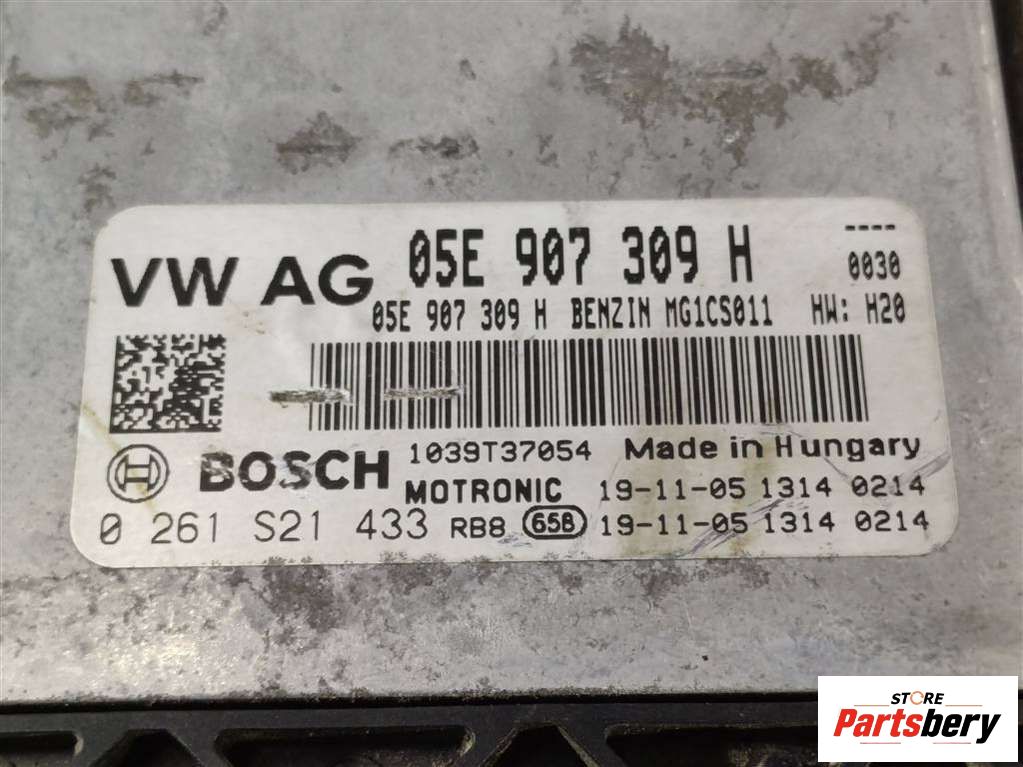 VW AG 05E 907 309 H ----
0030
05E 907 309 H BENZIN MG1CS011 HW: H20
BOSCH 1039T37054 Made in Hungary
MOTRONIC 19-11-05 1314 0214
0 261 S21 433 RB8 65B 19-11-05 1314 0214
STORE
Partsbery